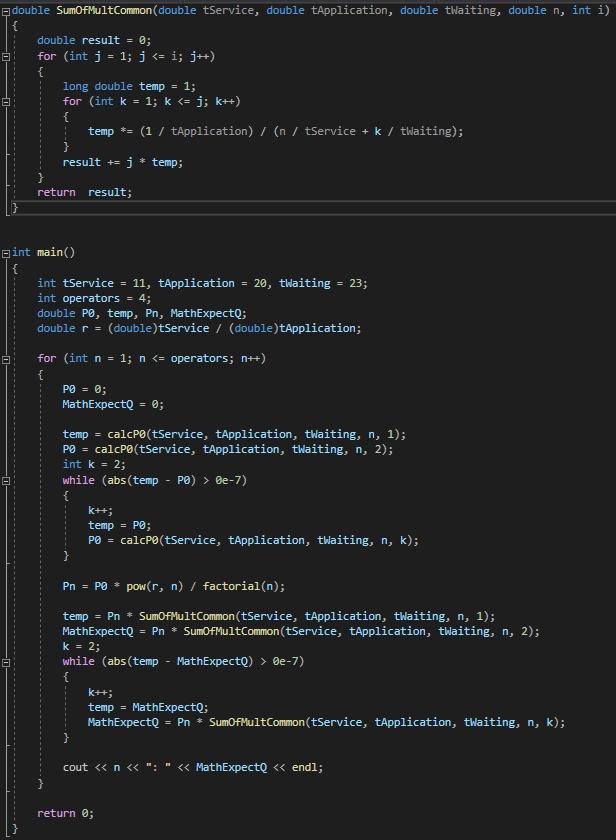 double SumOfMultCommon(double tService, double tApplication, double tWaiting, double n, int i)
{
    double result = 0;
    for (int j = 1; j <= i; j++)
    {
        long double temp = 1;
        for (int k = 1; k <= j; k++)
        {
            temp *= (1 / tApplication) / (n / tService + k / tWaiting);
        }
        result += j * temp;
    }
    return  result;
}
int main()
{
    int tService = 11, tApplication = 20, tWaiting = 23;
    int operators = 4;
    double P0, temp, Pn, MathExpectQ;
    double r = (double)tService / (double)tApplication;
    for (int n = 1; n <= operators; n++)
    {
        P0 = 0;
        MathExpectQ = 0;
        temp = calcP0(tService, tApplication, tWaiting, n, 1);
        P0 = calcP0(tService, tApplication, tWaiting, n, 2);
        int k = 2;
        while (abs(temp - P0) > 0e-7)
        {
            k++;
            temp = P0;
            P0 = calcP0(tService, tApplication, tWaiting, n, k);
        }
        Pn = P0 * pow(r, n) / factorial(n);
        temp = Pn * SumOfMultCommon(tService, tApplication, tWaiting, n, 1);
        MathExpectQ = Pn * SumOfMultCommon(tService, tApplication, tWaiting, n, 2);
        k = 2;
        while (abs(temp - MathExpectQ) > 0e-7)
        {
            k++;
            temp = MathExpectQ;
            MathExpectQ = Pn * SumOfMultCommon(tService, tApplication, tWaiting, n, k);
        }
        cout << n << ": " << MathExpectQ << endl;
    }
    return 0;
}